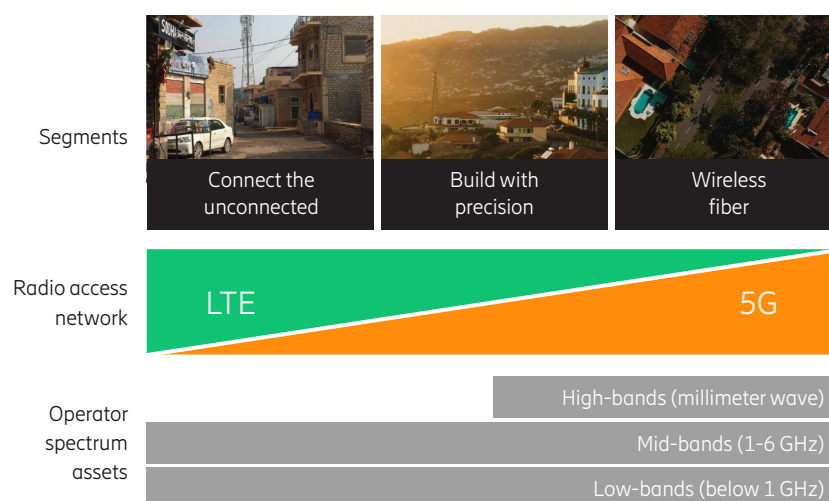 SODHA
Segments
Connect the
unconnected
Build with
precision
Wireless
fiber
Radio access
network
LTE
5G
Operator
spectrum
assets
High-bands (millimeter wave)
Mid-bands (1-6 GHz)
Low-bands (below 1 GHz)